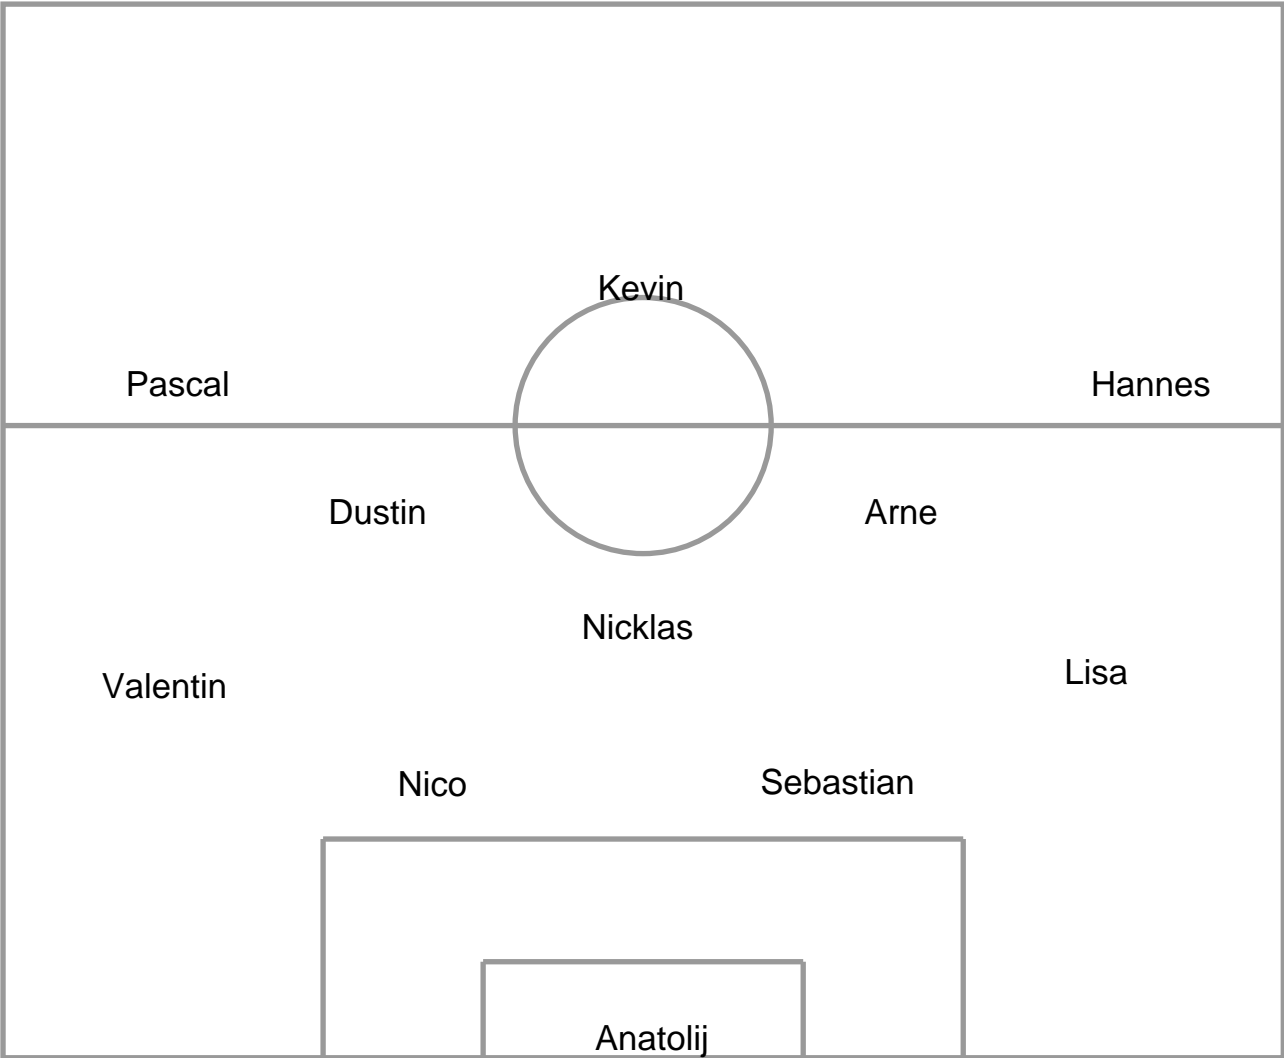 Kevin
Pascal
Hannes
Dustin
Arne
Nicklas
Lisa
Valentin
Nico
Sebastian
Anatolij